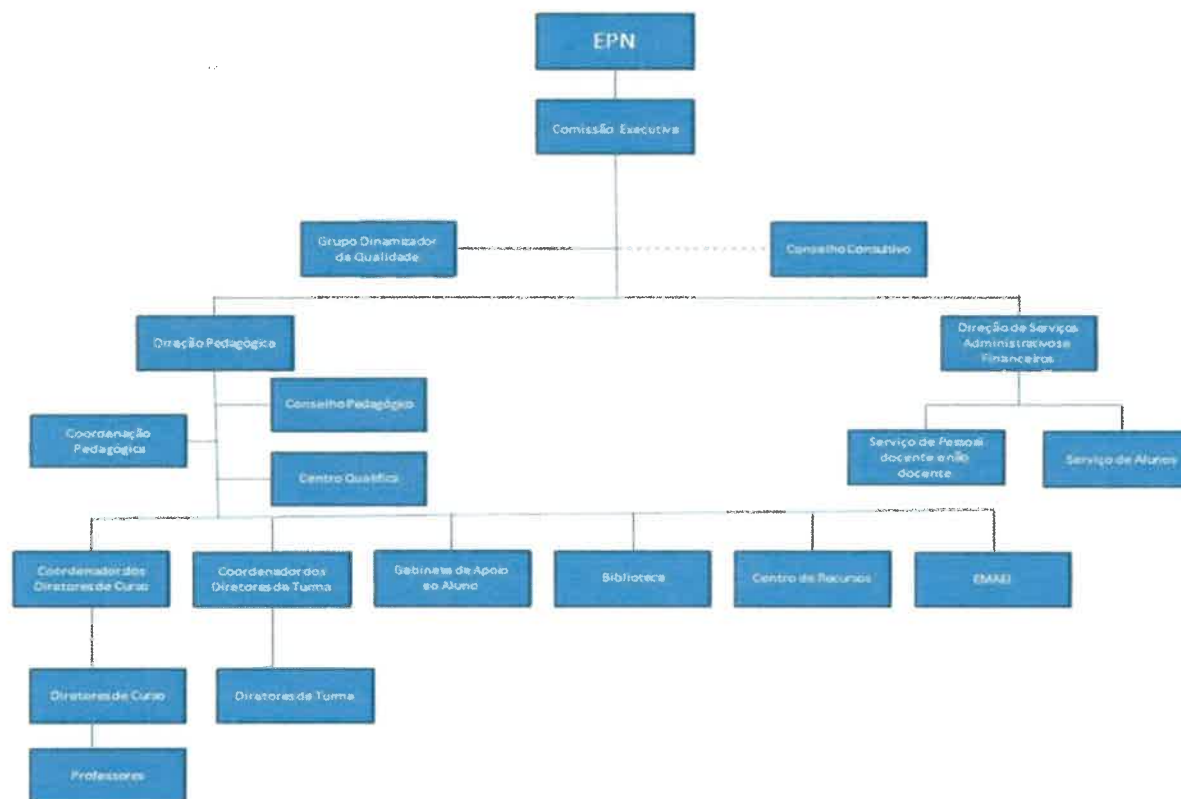 EPN
Comissão Executiva
Grupo Dinamizador
da Qualidade
Conselho Consultivo
Direção Pedagógica
Direção de Serviços
Administrativos e
Financeiros
Conselho Pedagógico
Coordenação
Pedagógica
Centro Qualifica
Serviço de Pessoal
docente e não
docente
Serviço de Alunos
Coordenador dos
Diretores de Curso
Coordenador dos
Diretores de Turma
Gabinete de Apoio
ao Aluno
Biblioteca
Centro de Recursos
EMAEI
Diretores de Curso
Diretores de Turma
Professores